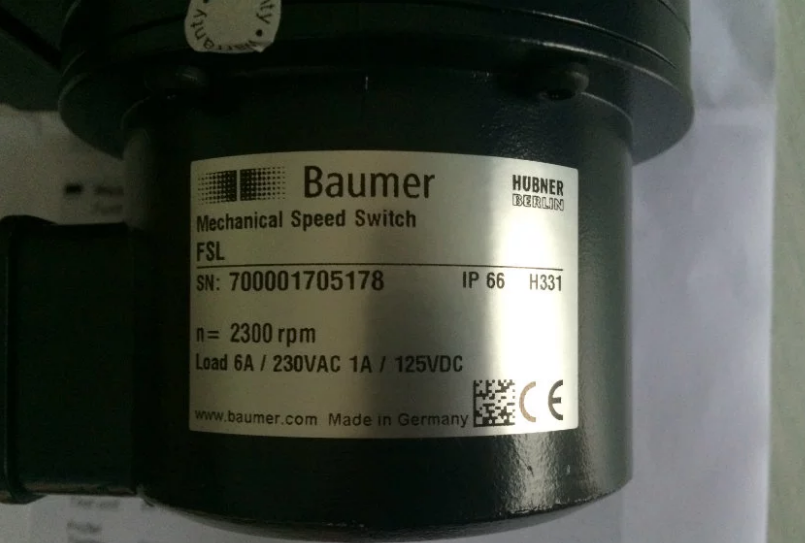 Baumer
HÜBNER
BERLIN
Mechanical Speed Switch
FSL
SN: 700001705178 IP 66 H331
n= 2300 rpm
Load 6A / 230VAC 1A / 125VDC
www.baumer.com Made in Germany CE